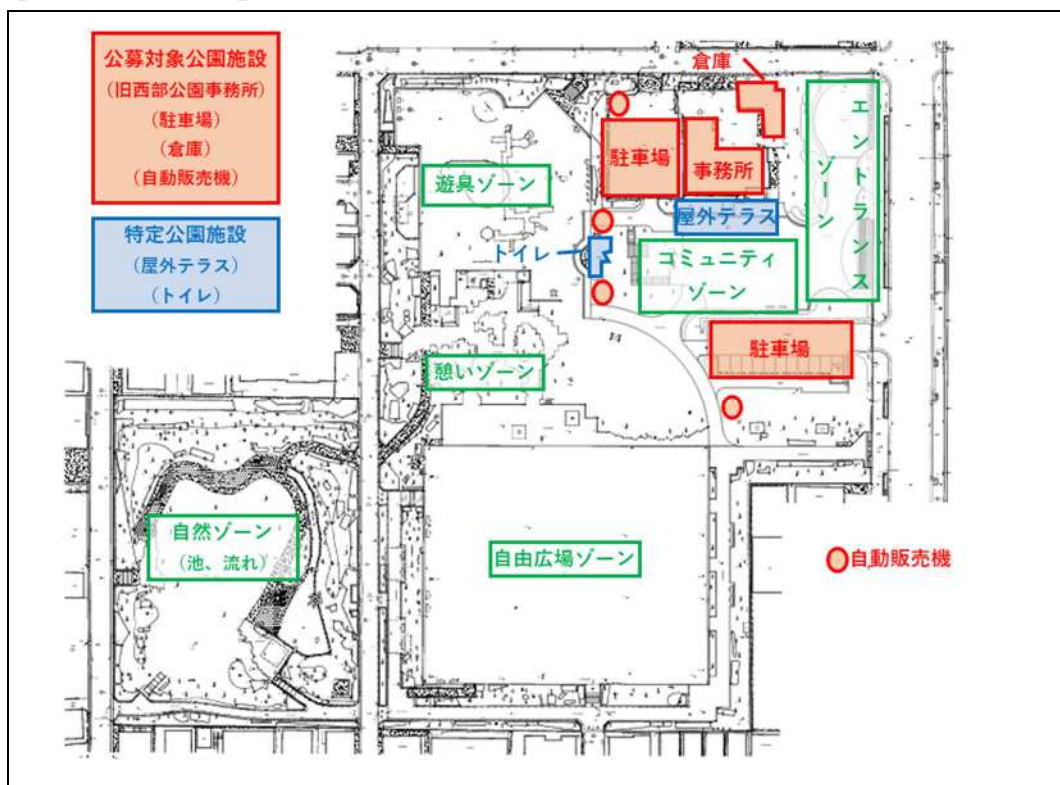 公募対象公園施設
(旧西部公園事務所)
(駐車場)
(倉庫)
(自動販売機)
特定公園施設
(屋外テラス)
(トイレ)
倉庫
駐車場
事務所
エントランス
ゾーン
遊具ゾーン
屋外テラス
トイレ
コミュニティ
ゾーン
駐車場
憩いゾーン
自然ゾーン
(池、流れ)
自由広場ゾーン
自動販売機